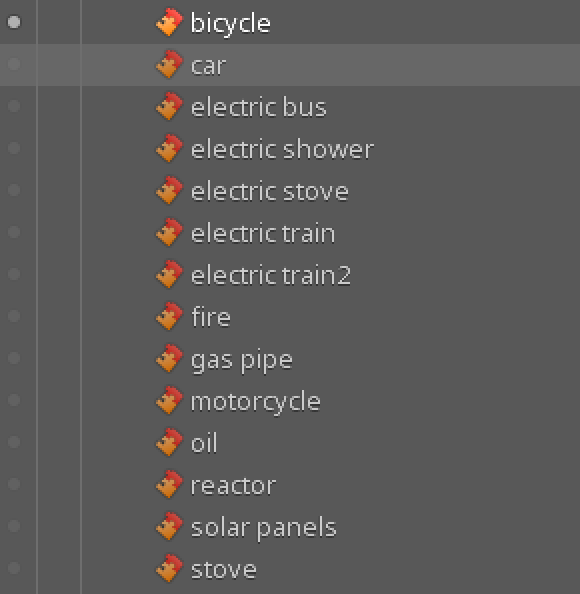 bicycle
car
electric bus
electric shower
electric stove
electric train
electric train2
fire
gas pipe
motorcycle
oil
reactor
solar panels
stove